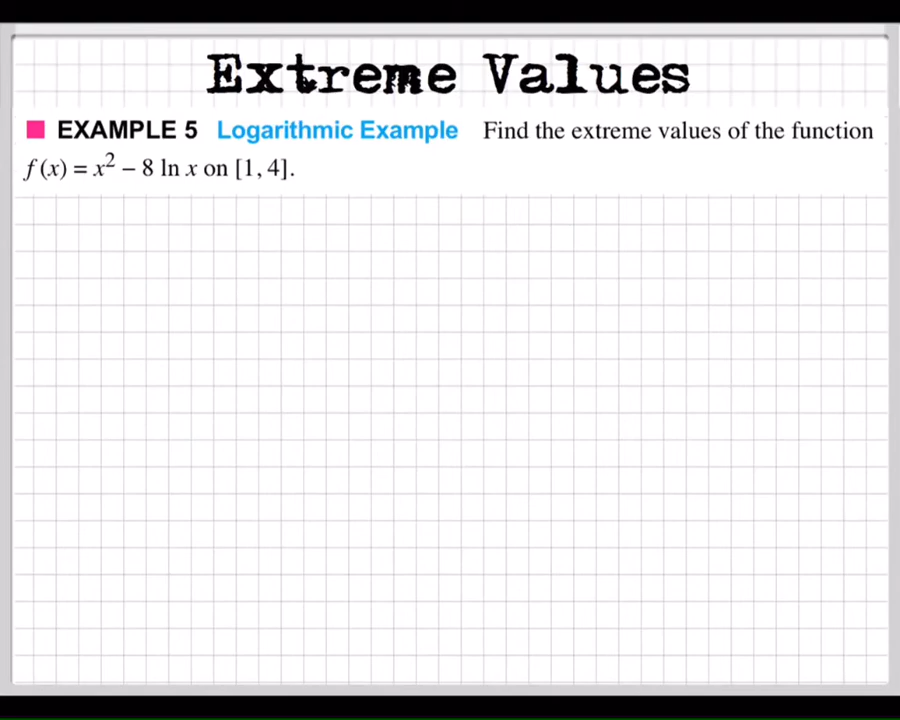 Extreme Values
EXAMPLE 5 Logarithmic Example Find the extreme values of the function
f(x) = x² – 8 ln x on [1, 4].